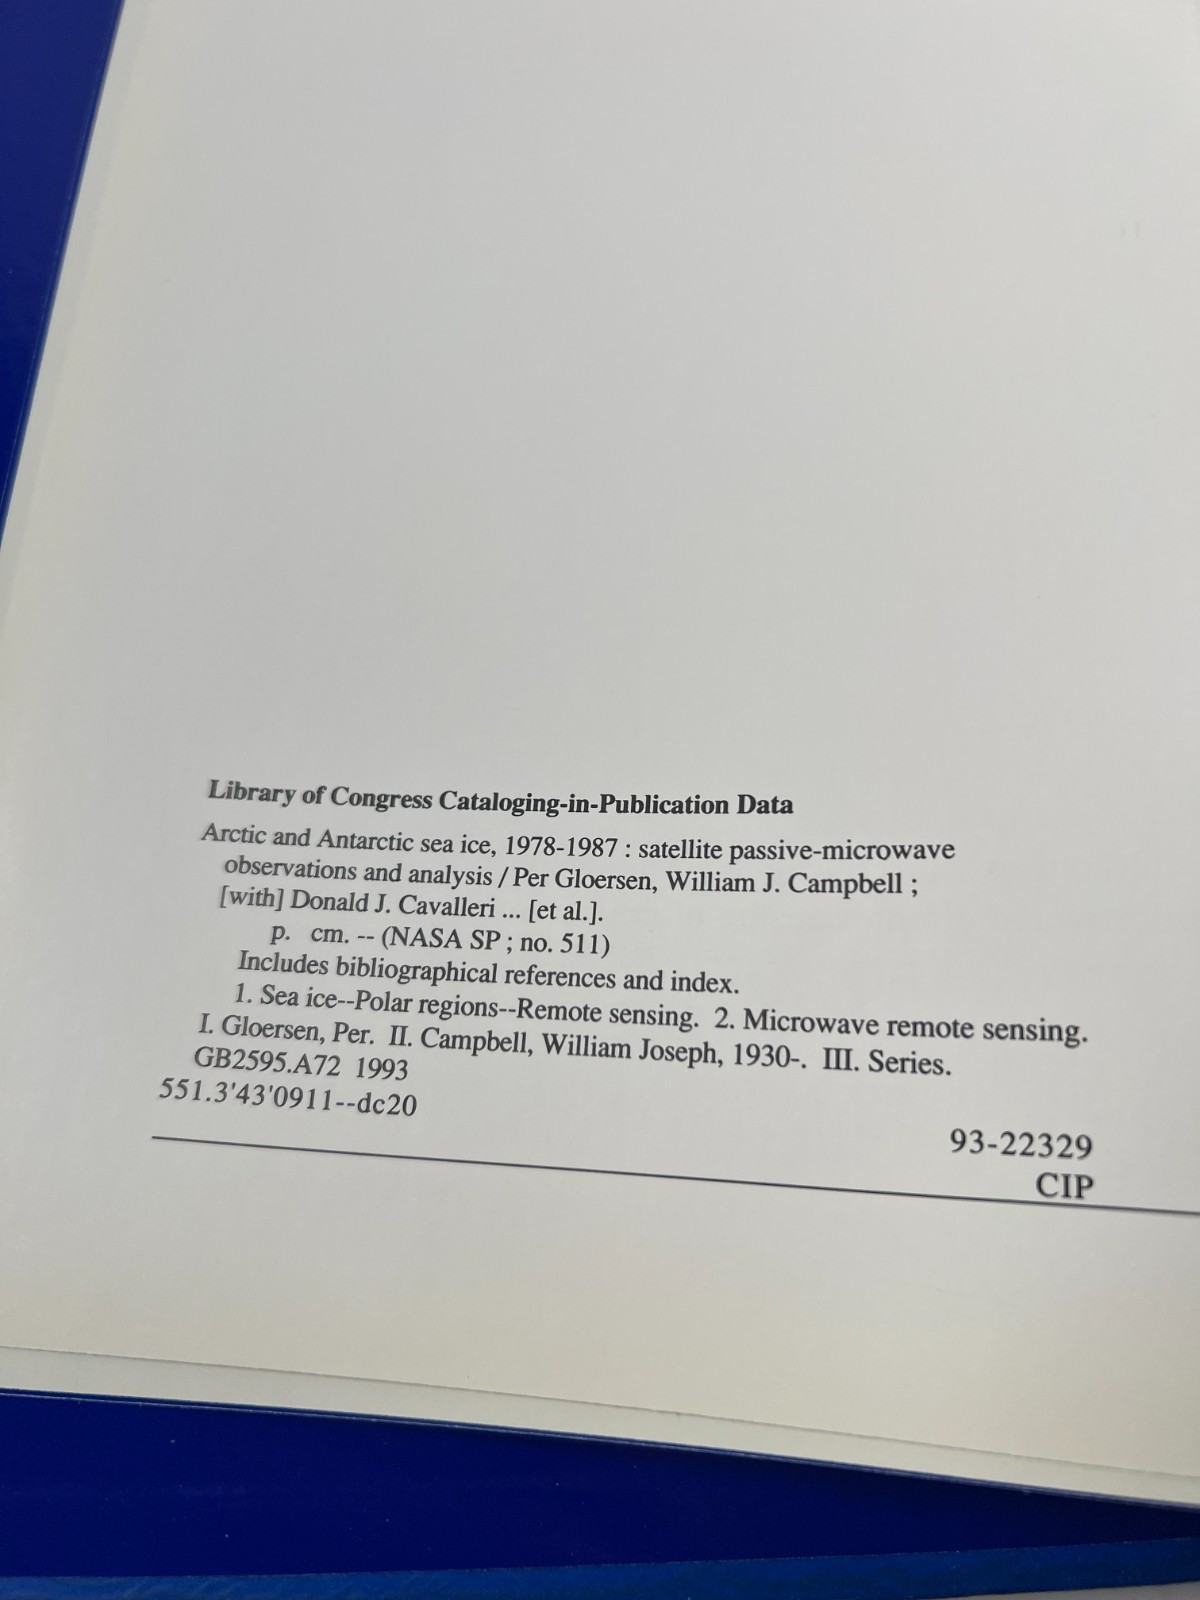 Library of Congress Cataloging-in-Publication Data
Arctic and Antarctic sea ice, 1978-1987 : satellite passive-microwave
observations and analysis / Per Gloersen, William J. Campbell ;
[with] Donald J. Cavalleri ... [et al.].
p. cm. -- (NASA SP ; no. 511)
Includes bibliographical references and index.
1. Sea ice--Polar regions--Remote sensing. 2. Microwave remote sensing.
I. Gloersen, Per. II. Campbell, William Joseph, 1930-. III. Series.
GB2595.A72 1993
551.3'43'0911--dc20
93-22329
CIP